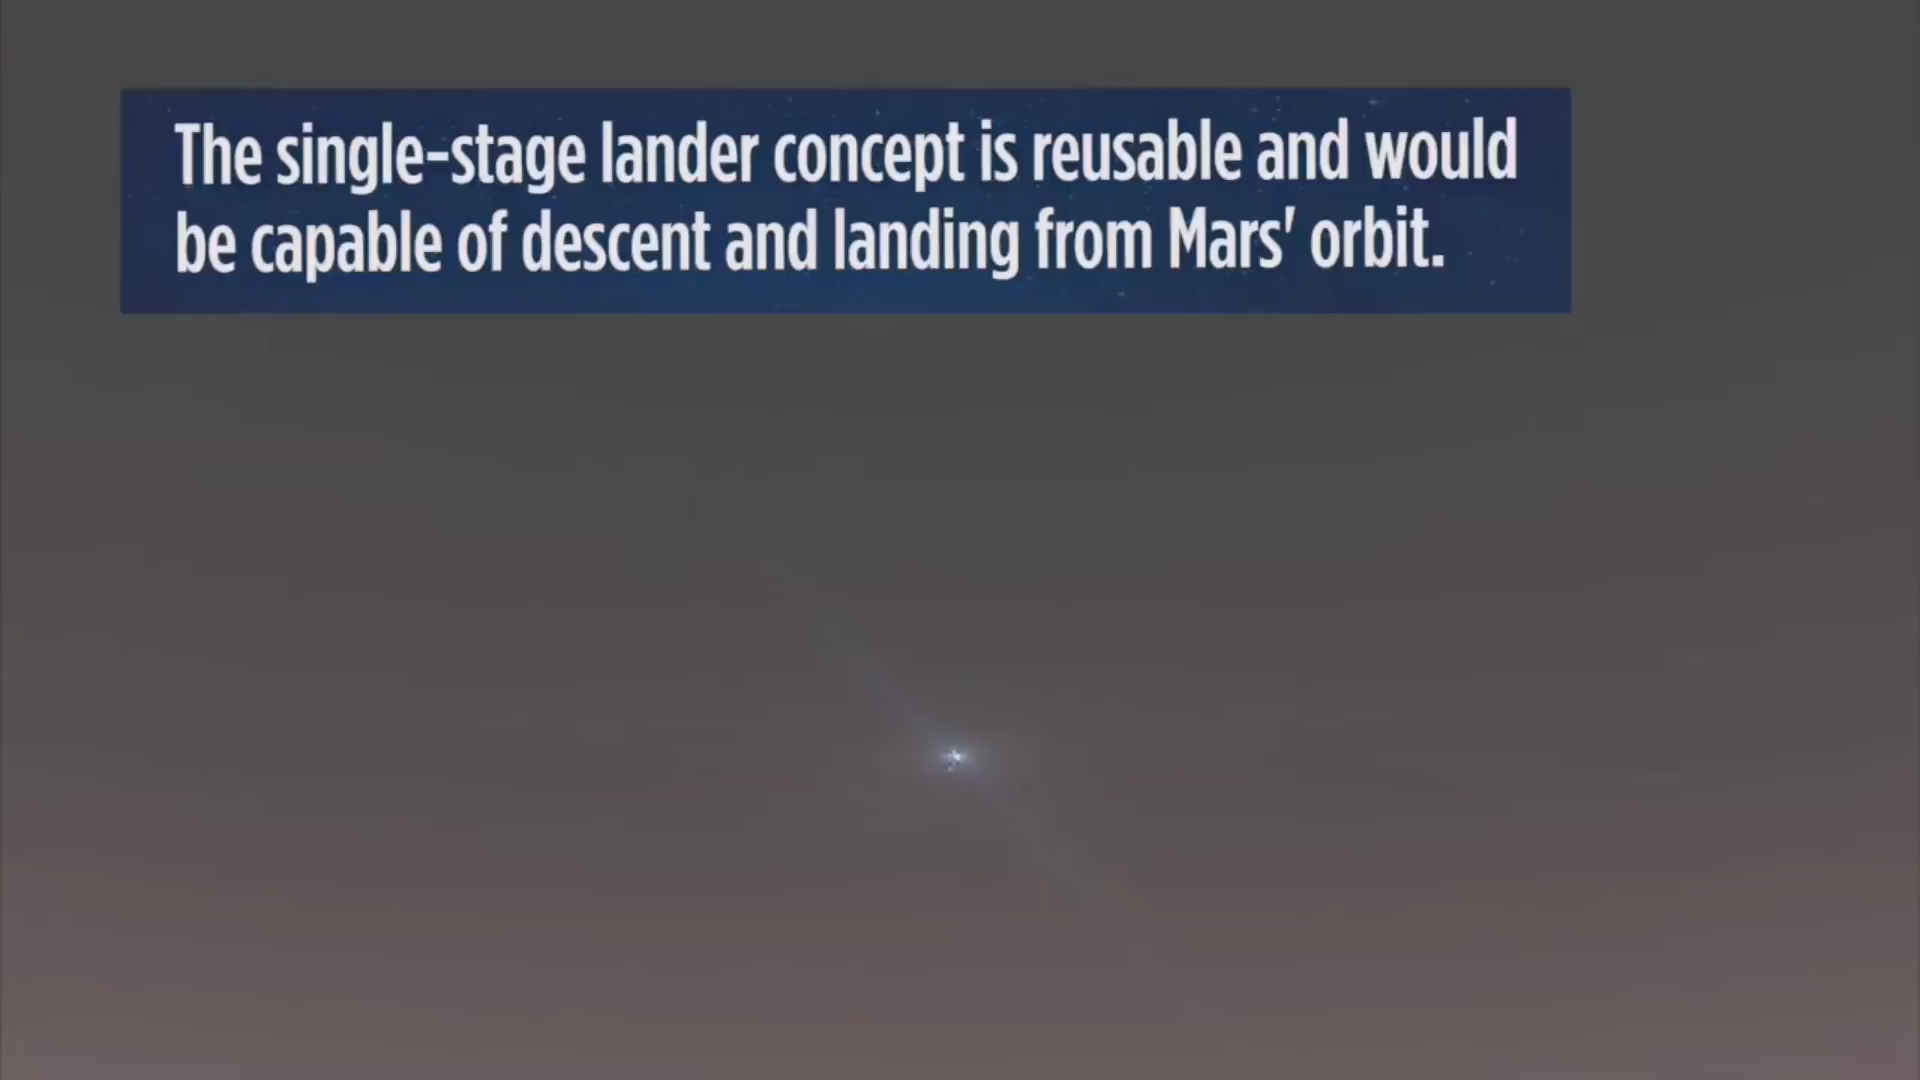 The single-stage lander concept is reusable and would
be capable of descent and landing from Mars' orbit.